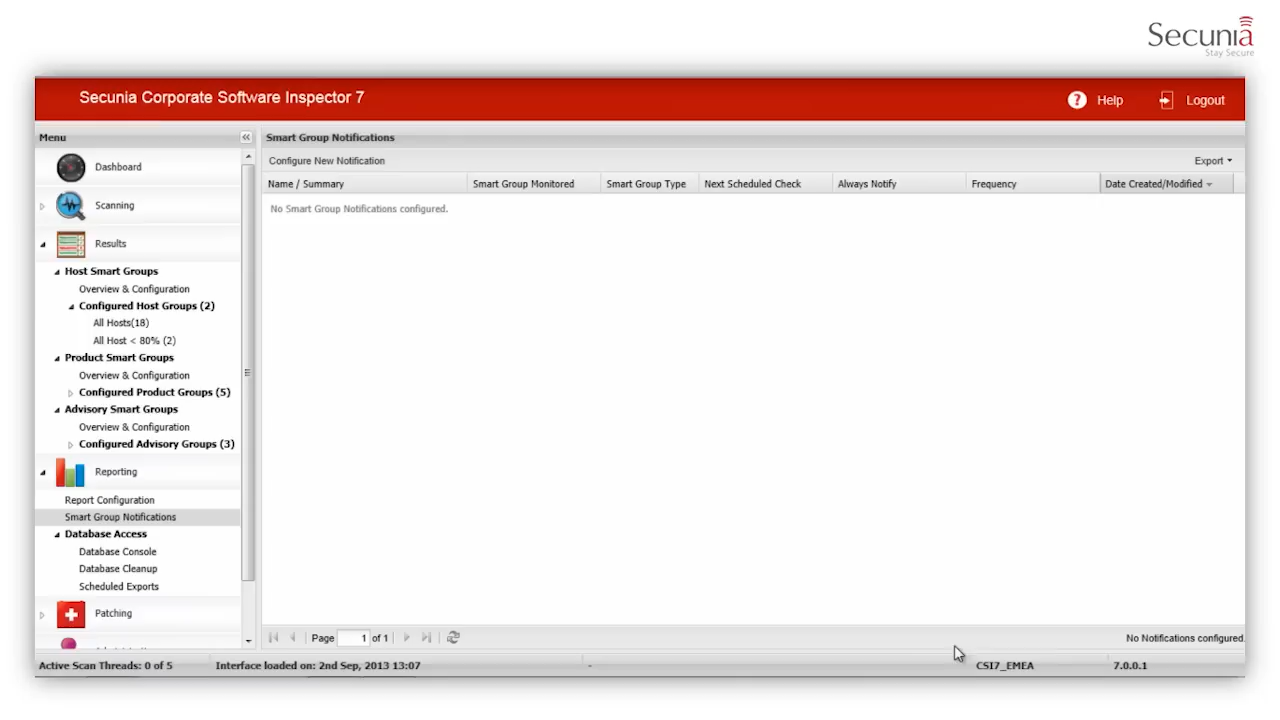 Secunia
Stay Secure
Secunia Corporate Software Inspector 7
? Help
Logout
Menu
Dashboard
Scanning
Results
Host Smart Groups
Overview & Configuration
Configured Host Groups (2)
All Hosts(18)
All Host < 80% (2)
Product Smart Groups
Overview & Configuration
Configured Product Groups (5)
Advisory Smart Groups
Overview & Configuration
Configured Advisory Groups (3)
Reporting
Report Configuration
Smart Group Notifications
Database Access
Database Console
Database Cleanup
Scheduled Exports
Patching
Smart Group Notifications
Configure New Notification Export
Name / Summary Smart Group Monitored Smart Group Type Next Scheduled Check Always Notify Frequency Date Created/Modified
No Smart Group Notifications configured.
Page 1 of 1 No Notifications configured.
Active Scan Threads: 0 of 5 Interface loaded on: 2nd Sep, 2013 13:07 - CSI7_EMEA 7.0.0.1